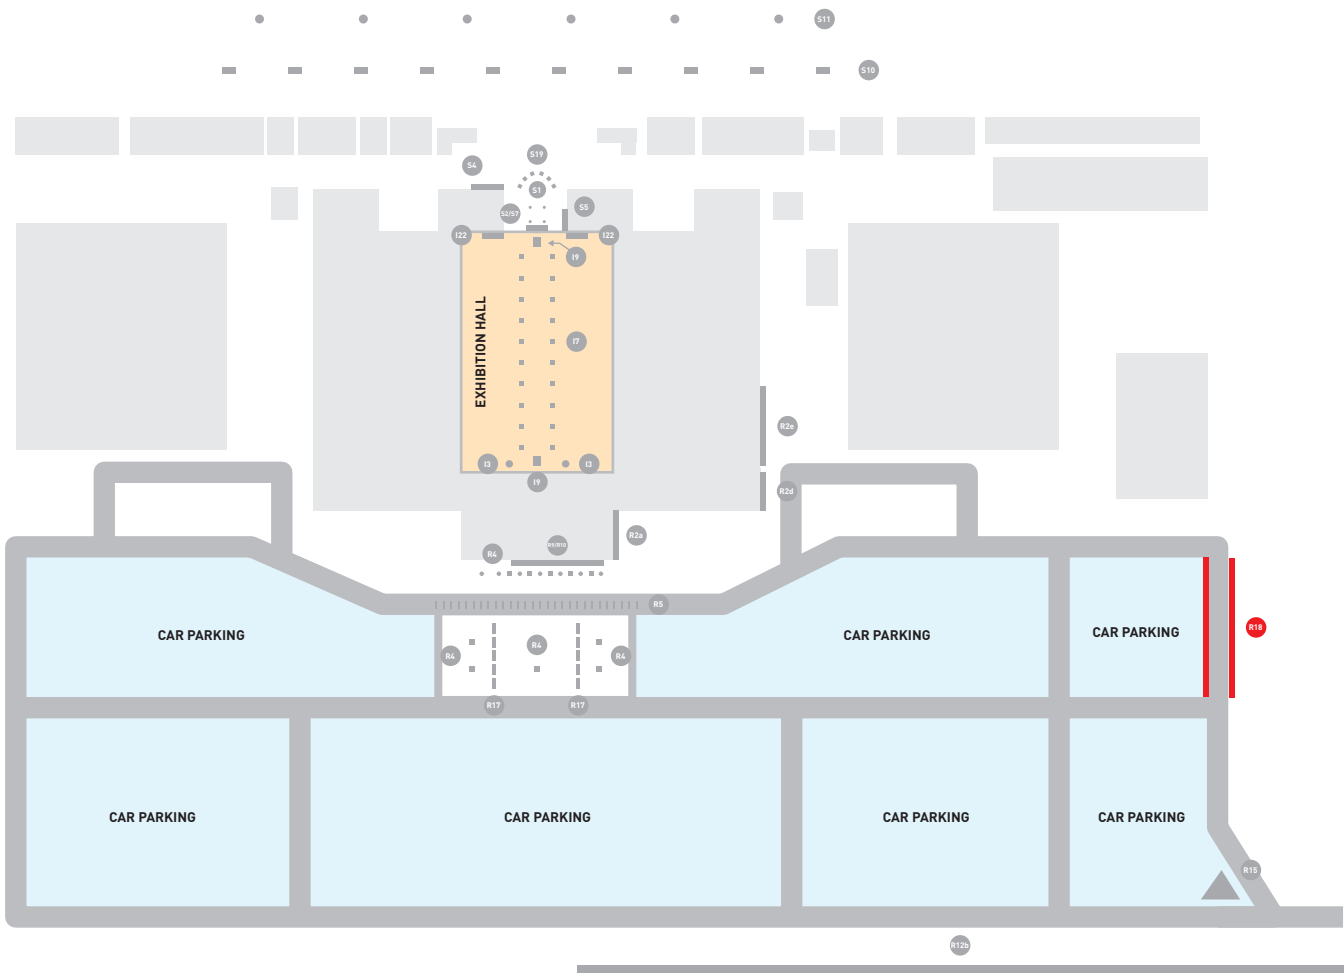 S11
S10
S19
S4
S1
S2/S7
S5
I22
I22
I9
EXHIBITION HALL
I7
R2e
I3
I3
I9
R2d
R2a
R9/R10
R4
R5
CAR PARKING
R4
R4
R4
CAR PARKING
CAR PARKING
R18
R17
R17
CAR PARKING
CAR PARKING
CAR PARKING
CAR PARKING
R15
R12b